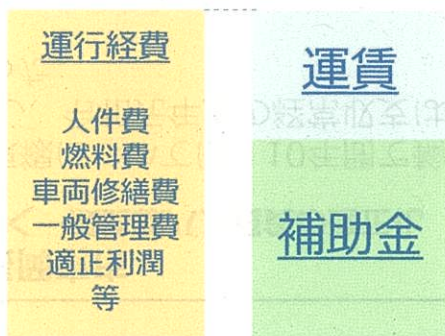 運行経費
人件費
燃料費
車両修繕費
一般管理費
適正利潤
等
運賃
補助金